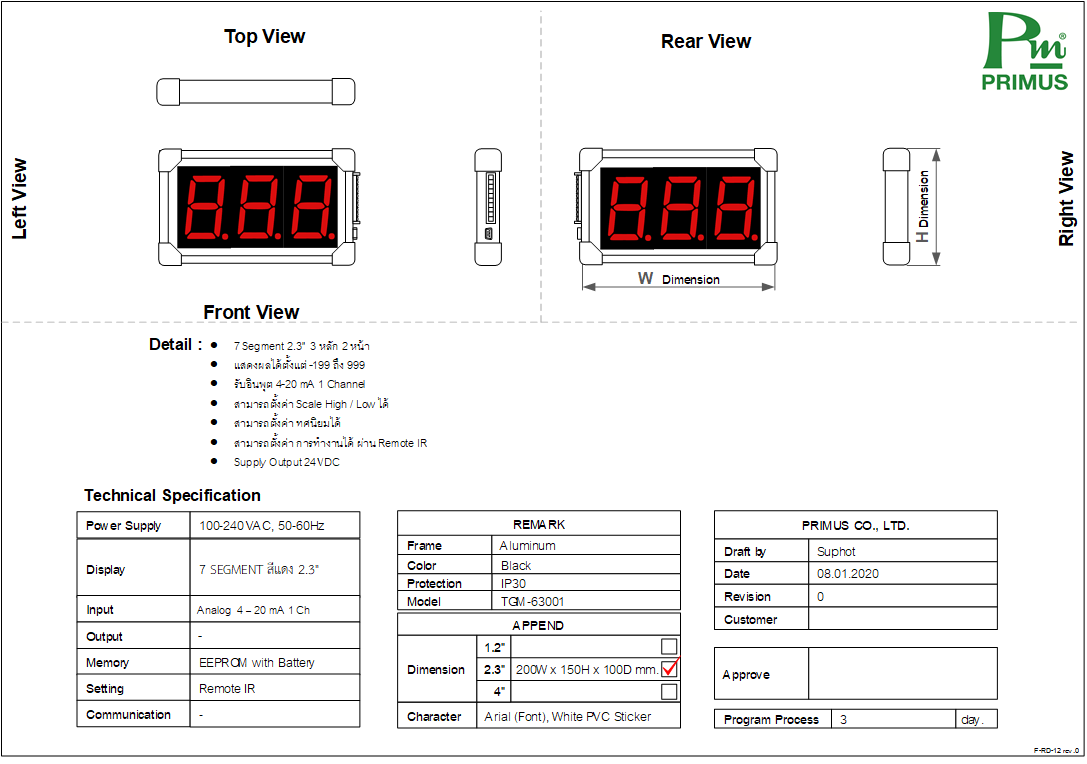 Top View
Rear View
Pm®
PRIMUS
Left View
Right View
8.8.8.
8.8.8.
H Dimension
W Dimension
Front View
Detail :
• 7 Segment 2.3" 3 หลัก 2 หน้า
• แสดงผลได้ตั้งแต่ -199 ถึง 999
• รับอินพุต 4-20 mA 1 Channel
• สามารถตั้งค่า Scale High / Low ได้
• สามารถตั้งค่า ทศนิยมได้
• สามารถตั้งค่า การทำงานได้ ผ่าน Remote IR
• Supply Output 24VDC
Technical Specification
Power Supply 100-240 VAC, 50-60Hz
Display 7 SEGMENT สีแดง 2.3"
Input Analog 4 – 20 mA 1 Ch
Output -
Memory EEPROM with Battery
Setting Remote IR
Communication -
REMARK
Frame Aluminum
Color Black
Protection IP30
Model TGM-63001
APPEND
Dimension
1.2"
2.3" 200W x 150H x 100D mm.
4"
Character Arial (Font), White PVC Sticker
PRIMUS CO., LTD.
Draft by Suphot
Date 08.01.2020
Revision 0
Customer
Approve
Program Process 3 day.
F-RD-12 rev.0